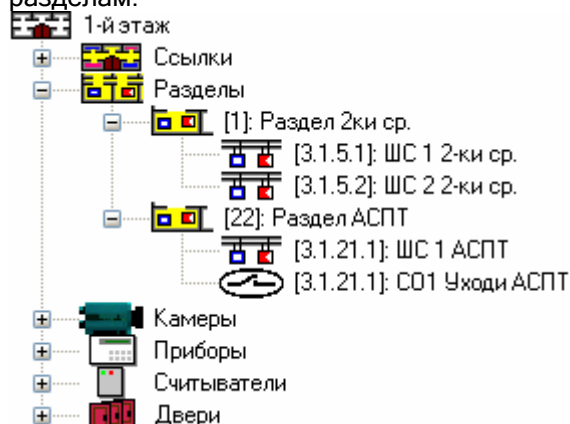 разделам:
1-й этаж
Ссылки
Разделы
[1]: Раздел 2ки ср.
[3.1.5.1]: ШС 1 2-ки ср.
[3.1.5.2]: ШС 2 2-ки ср.
[22]: Раздел АСПТ
[3.1.21.1]: ШС 1 АСПТ
[3.1.21.1]: СО1 Уходи АСПТ
Камеры
Приборы
Считыватели
Двери